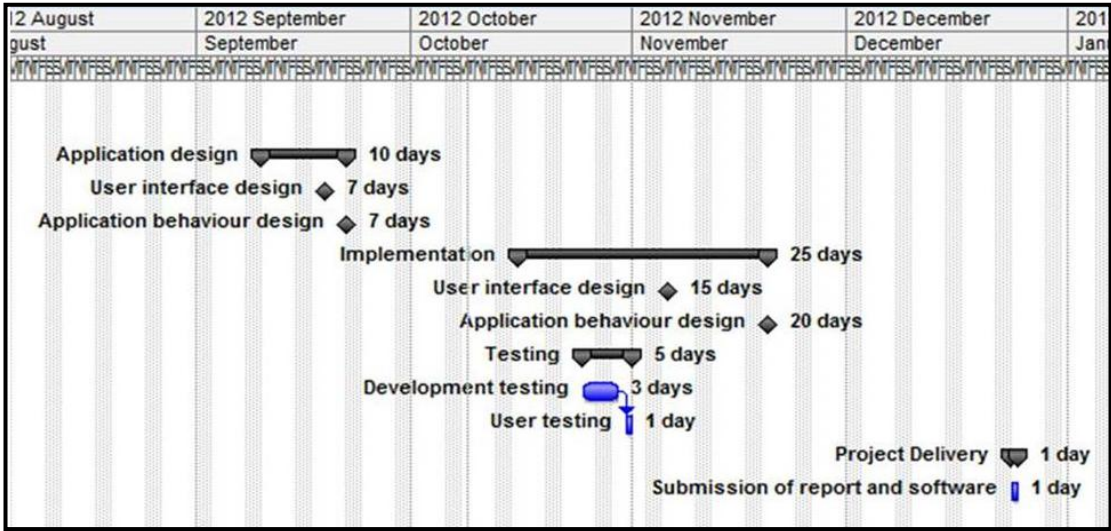 12 August 2012 September 2012 October 2012 November 2012 December 201
gust September October November December Jan
Application design 10 days
User interface design 7 days
Application behaviour design 7 days
Implementation 25 days
User interface design 15 days
Application behaviour design 20 days
Testing 5 days
Development testing 3 days
User testing 1 day
Project Delivery 1 day
Submission of report and software 1 day